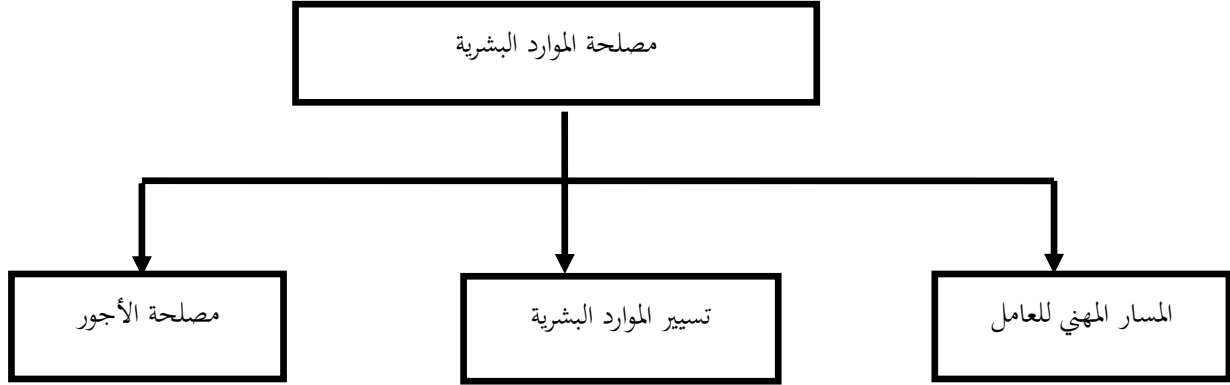 مصلحة الموارد البشرية
المسار المهني للعامل
تسيير الموارد البشرية
مصلحة الأجور